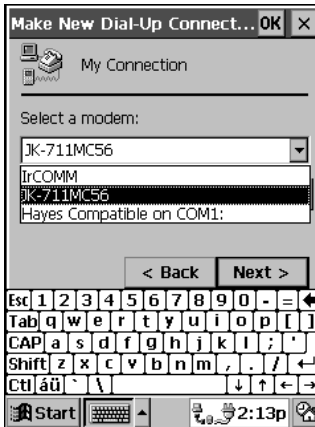 Make New Dial-Up Connect... OK ×
My Connection
Select a modem:
JK-711MC56
IrCOMM
JK-711MC56
Hayes Compatible on COM1:
< Back Next >
Esc 1 2 3 4 5 6 7 8 9 0 - = ←
Tab q w e r t y u i o p [ ]
CAP a s d f g h j k l ; '
Shift z x c v b n m , . / ↵
Ctl áü ` \ ↓ ↑ ← →
Start 2:13p